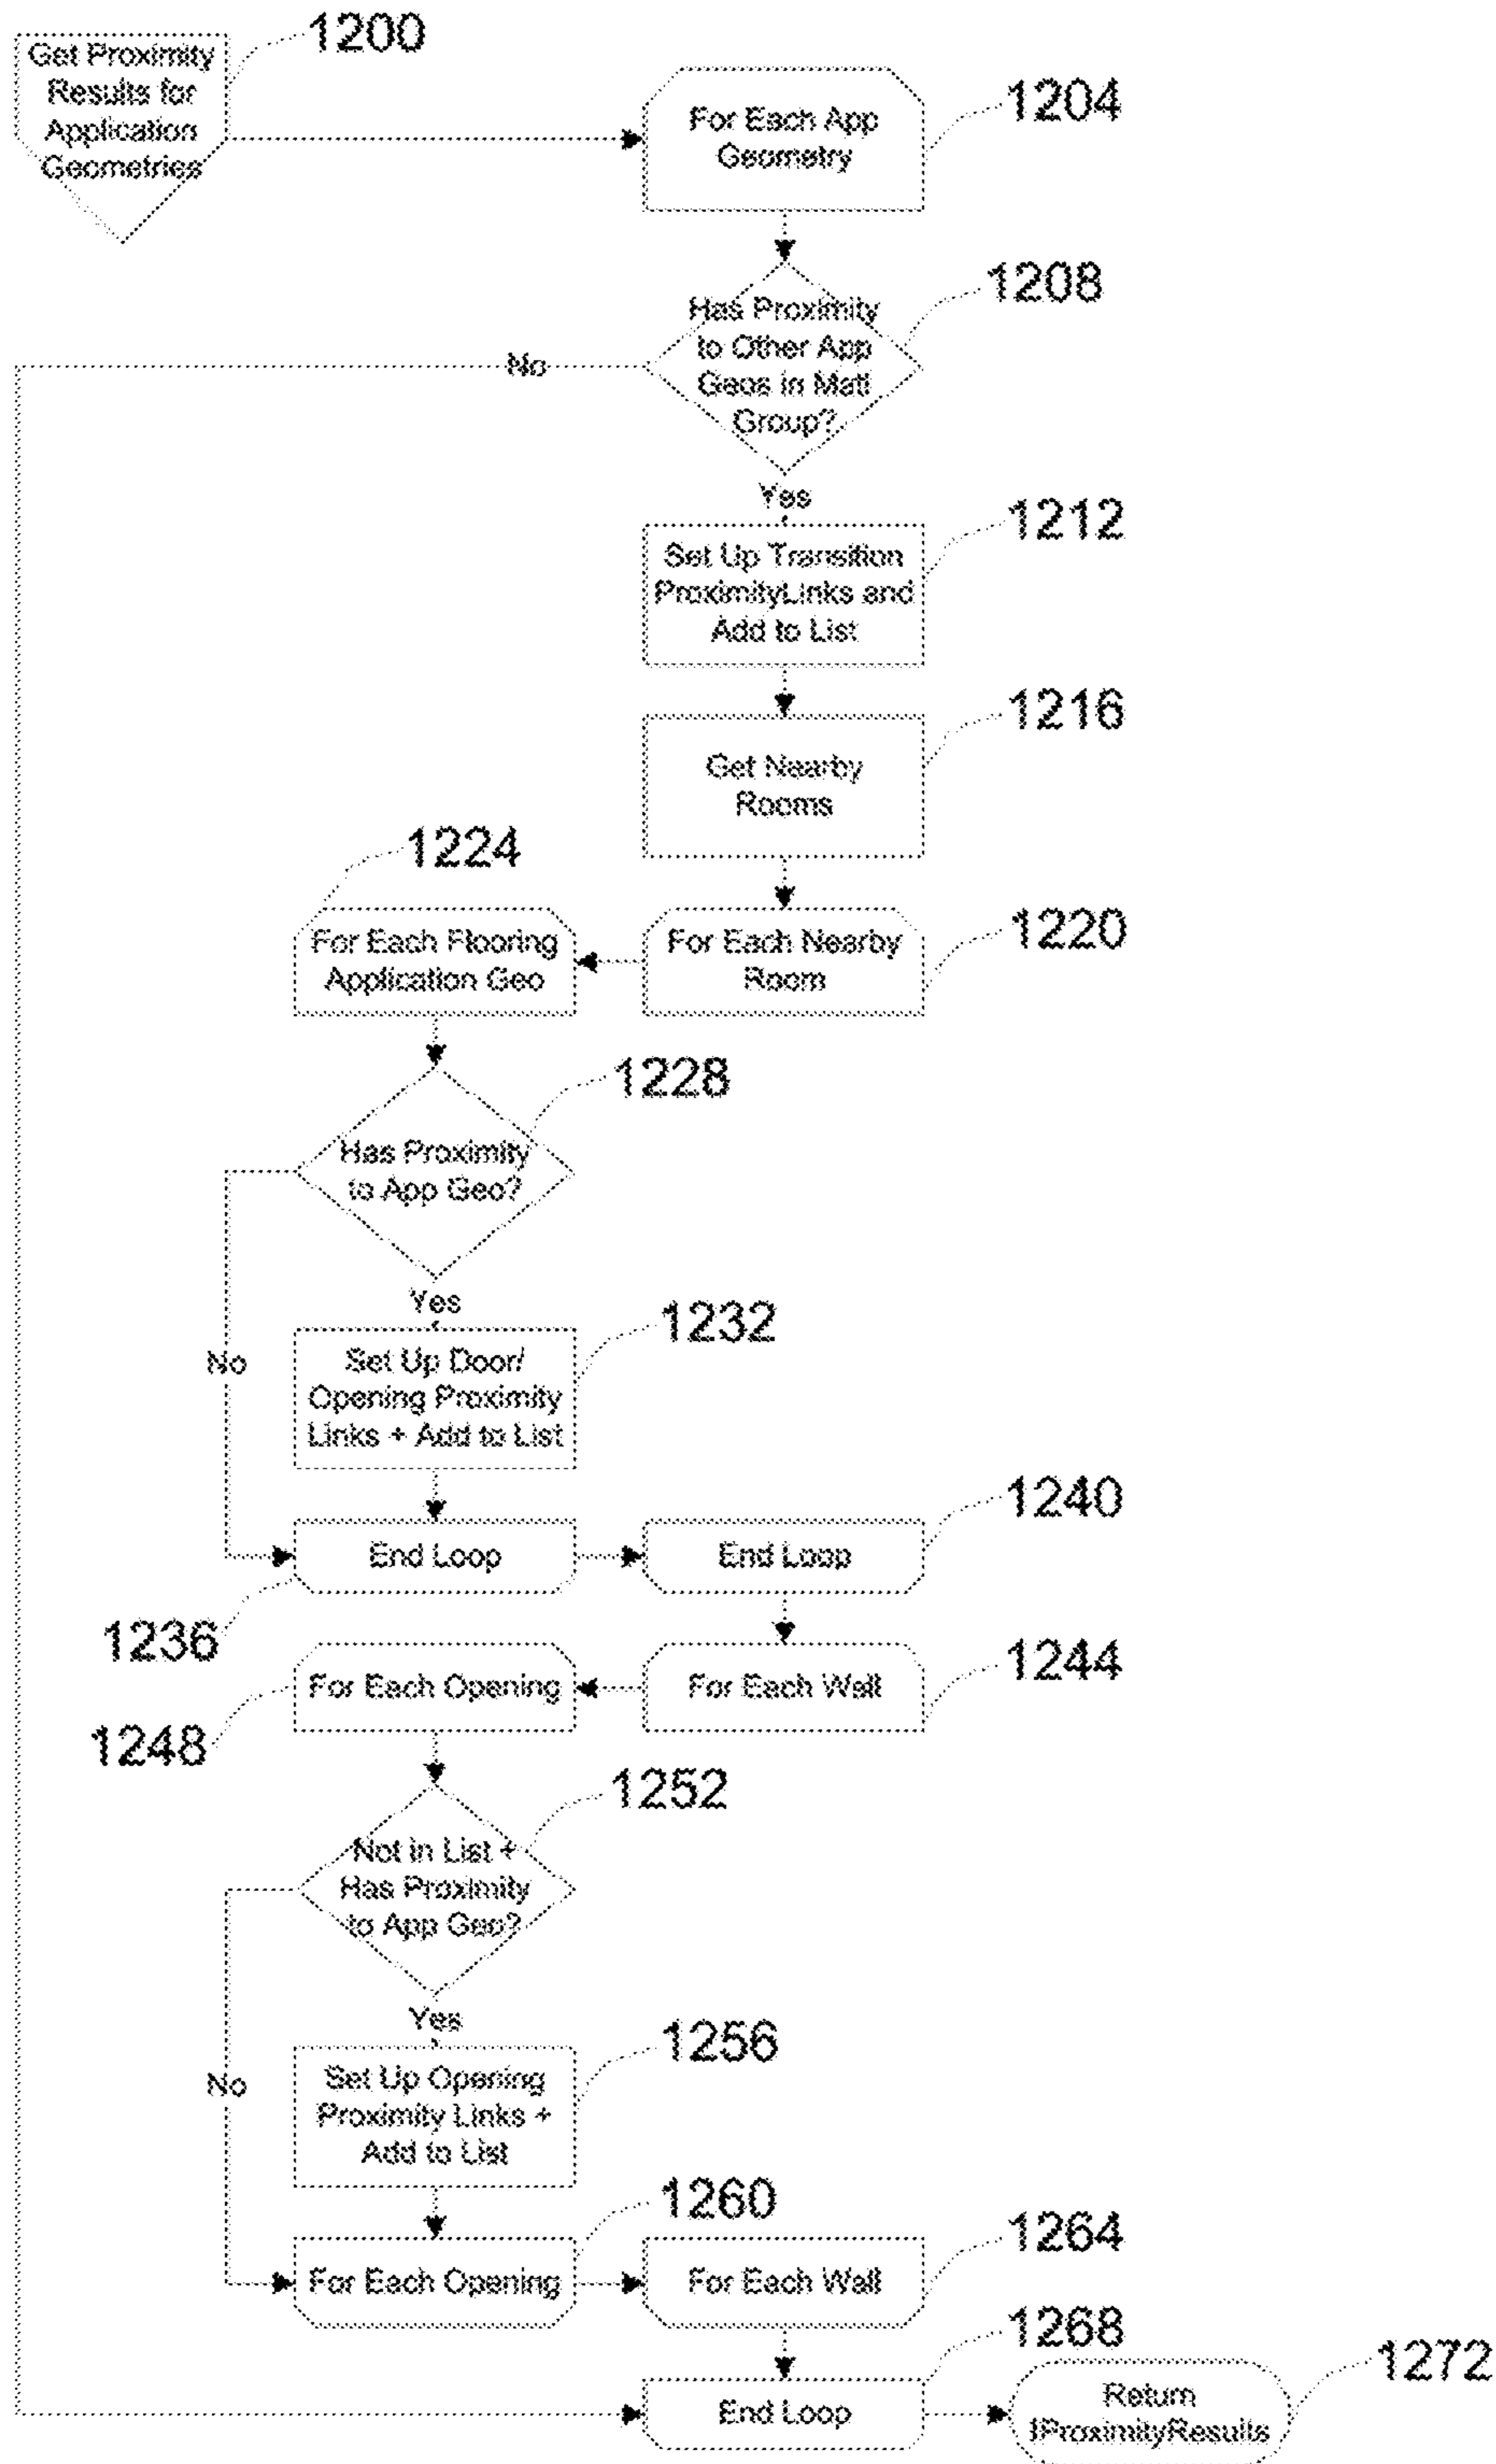 1200
Get Proximity
Results for
Application
Geometries
For Each App
Geometry
1204
Has Proximity
to Other App
Geos in Matl
Group?
1208
No
Yes
Set Up Transition
ProximityLinks and
Add to List
1212
Get Nearby
Rooms
1216
For Each Nearby
Room
1220
1224
For Each Flooring
Application Geo
Has Proximity
to App Geo?
1228
Yes
No
Set Up Door/
Opening Proximity
Links + Add to List
1232
End Loop
1236
End Loop
1240
For Each Wall
1244
For Each Opening
1248
Not in List +
Has Proximity
to App Geo?
1252
Yes
No
Set Up Opening
Proximity Links +
Add to List
1256
For Each Opening
1260
For Each Wall
1264
End Loop
1268
Return
IProximityResults
1272